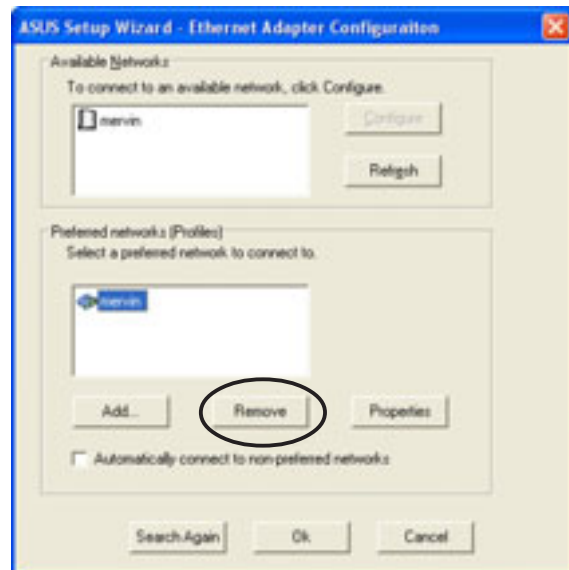 ASUS Setup Wizard - Ethernet Adapter Configuraiton
Available Networks
To connect to an available network, click Configure.
mervin
Configure
Refresh
Preferred networks (Profiles)
Select a preferred network to connect to.
mervin
Add...
Remove
Properties
Automatically connect to non-preferred networks
Search Again
Ok
Cancel